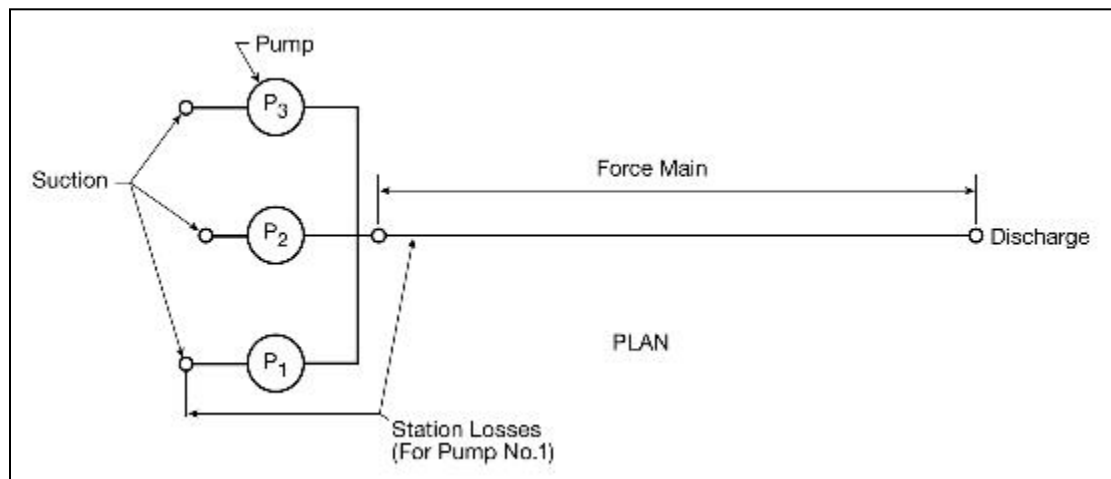 Pump
P3
Suction
Force Main
P2
Discharge
PLAN
P1
Station Losses
(For Pump No.1)